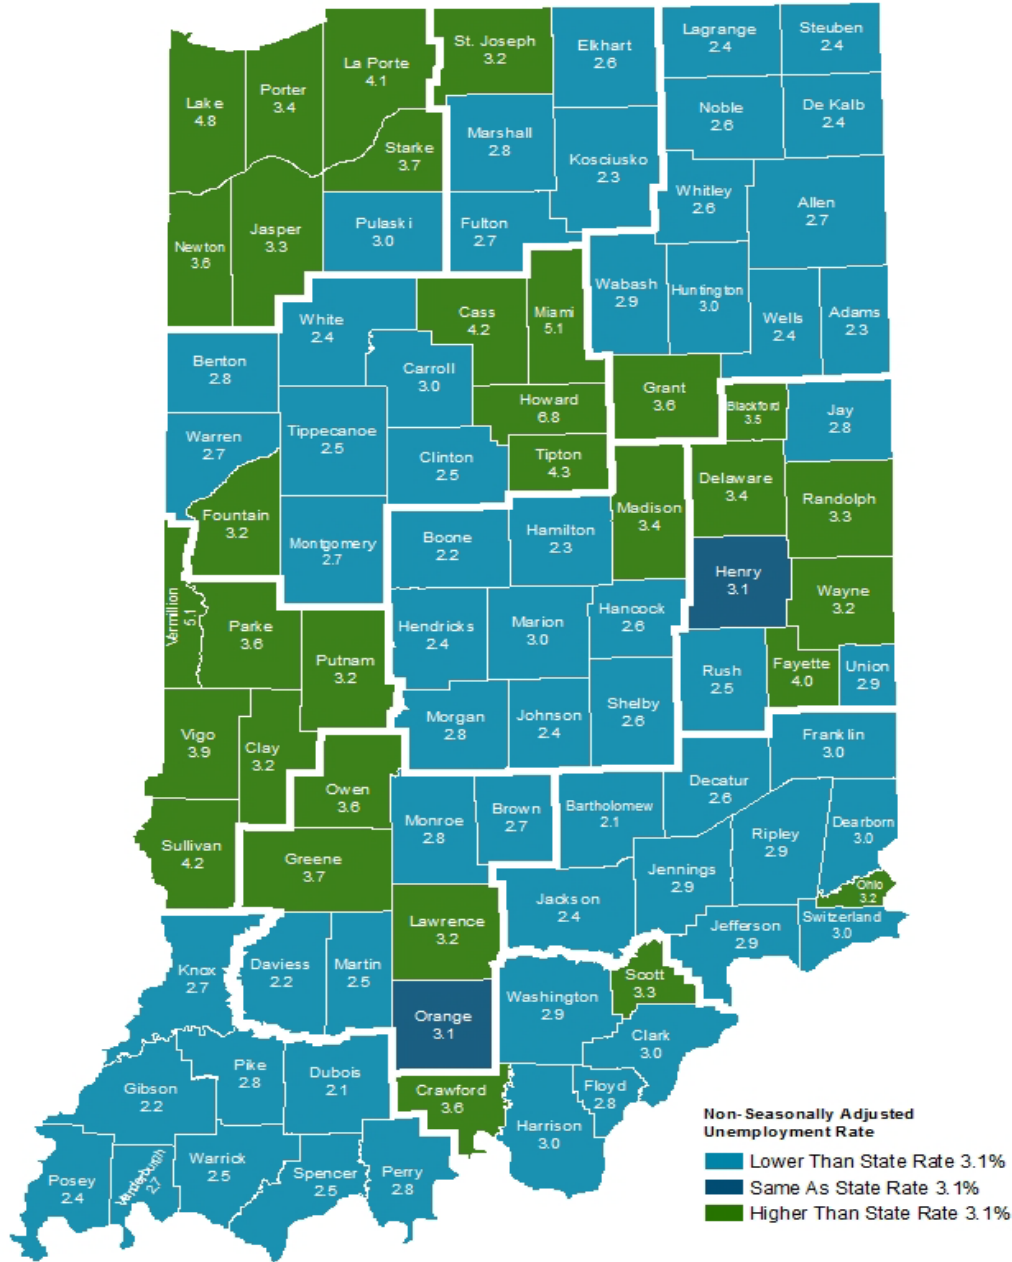 Lagrange
2.4
Steuben
2.4
St. Joseph
3.2
Elkhart
2.6
La Porte
4.1
Porter
3.4
Lake
4.8
Noble
2.6
De Kalb
2.4
Marshall
2.8
Starke
3.7
Kosciusko
2.3
Whitley
2.6
Allen
2.7
Pulaski
3.0
Fulton
2.7
Jasper
3.3
Newton
3.6
Wabash
2.9
Huntington
3.0
Wells
2.4
Adams
2.3
White
2.4
Cass
4.2
Miami
5.1
Benton
2.8
Carroll
3.0
Grant
3.6
Howard
6.8
Blackford
3.5
Jay
2.8
Warren
2.7
Tippecanoe
2.5
Clinton
2.5
Tipton
4.3
Delaware
3.4
Randolph
3.3
Fountain
3.2
Madison
3.4
Montgomery
2.7
Boone
2.2
Hamilton
2.3
Henry
3.1
Wayne
3.2
Vermillion
5.1
Parke
3.6
Hendricks
2.4
Marion
3.0
Hancock
2.6
Putnam
3.2
Rush
2.5
Fayette
4.0
Union
2.9
Morgan
2.8
Johnson
2.4
Shelby
2.6
Vigo
3.9
Clay
3.2
Franklin
3.0
Owen
3.6
Decatur
2.6
Monroe
2.8
Brown
2.7
Bartholomew
2.1
Ripley
2.9
Dearborn
3.0
Sullivan
4.2
Greene
3.7
Jennings
2.9
Ohio
3.2
Jackson
2.4
Lawrence
3.2
Jefferson
2.9
Switzerland
3.0
Knox
2.7
Daviess
2.2
Martin
2.5
Washington
2.9
Scott
3.3
Orange
3.1
Clark
3.0
Gibson
2.2
Pike
2.8
Dubois
2.1
Crawford
3.6
Floyd
2.8
Harrison
3.0
Posey
2.4
Vanderburgh
2.7
Warrick
2.5
Spencer
2.5
Perry
2.8
Non-Seasonally Adjusted
Unemployment Rate
Lower Than State Rate 3.1%
Same As State Rate 3.1%
Higher Than State Rate 3.1%